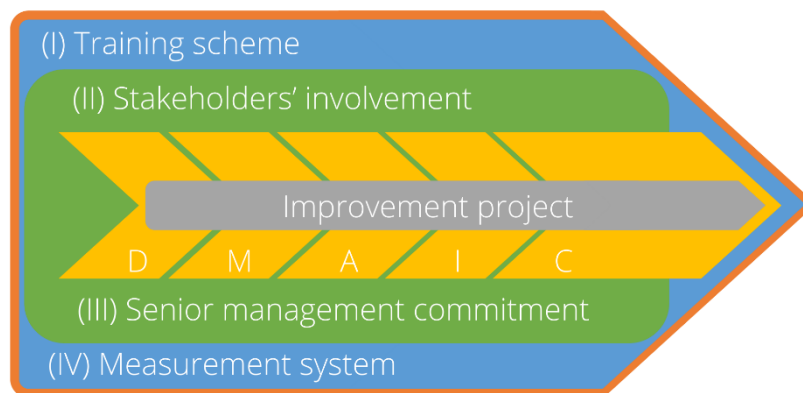 (I) Training scheme
(II) Stakeholders’ involvement
Improvement project
D M A I C
(III) Senior management commitment
(IV) Measurement system